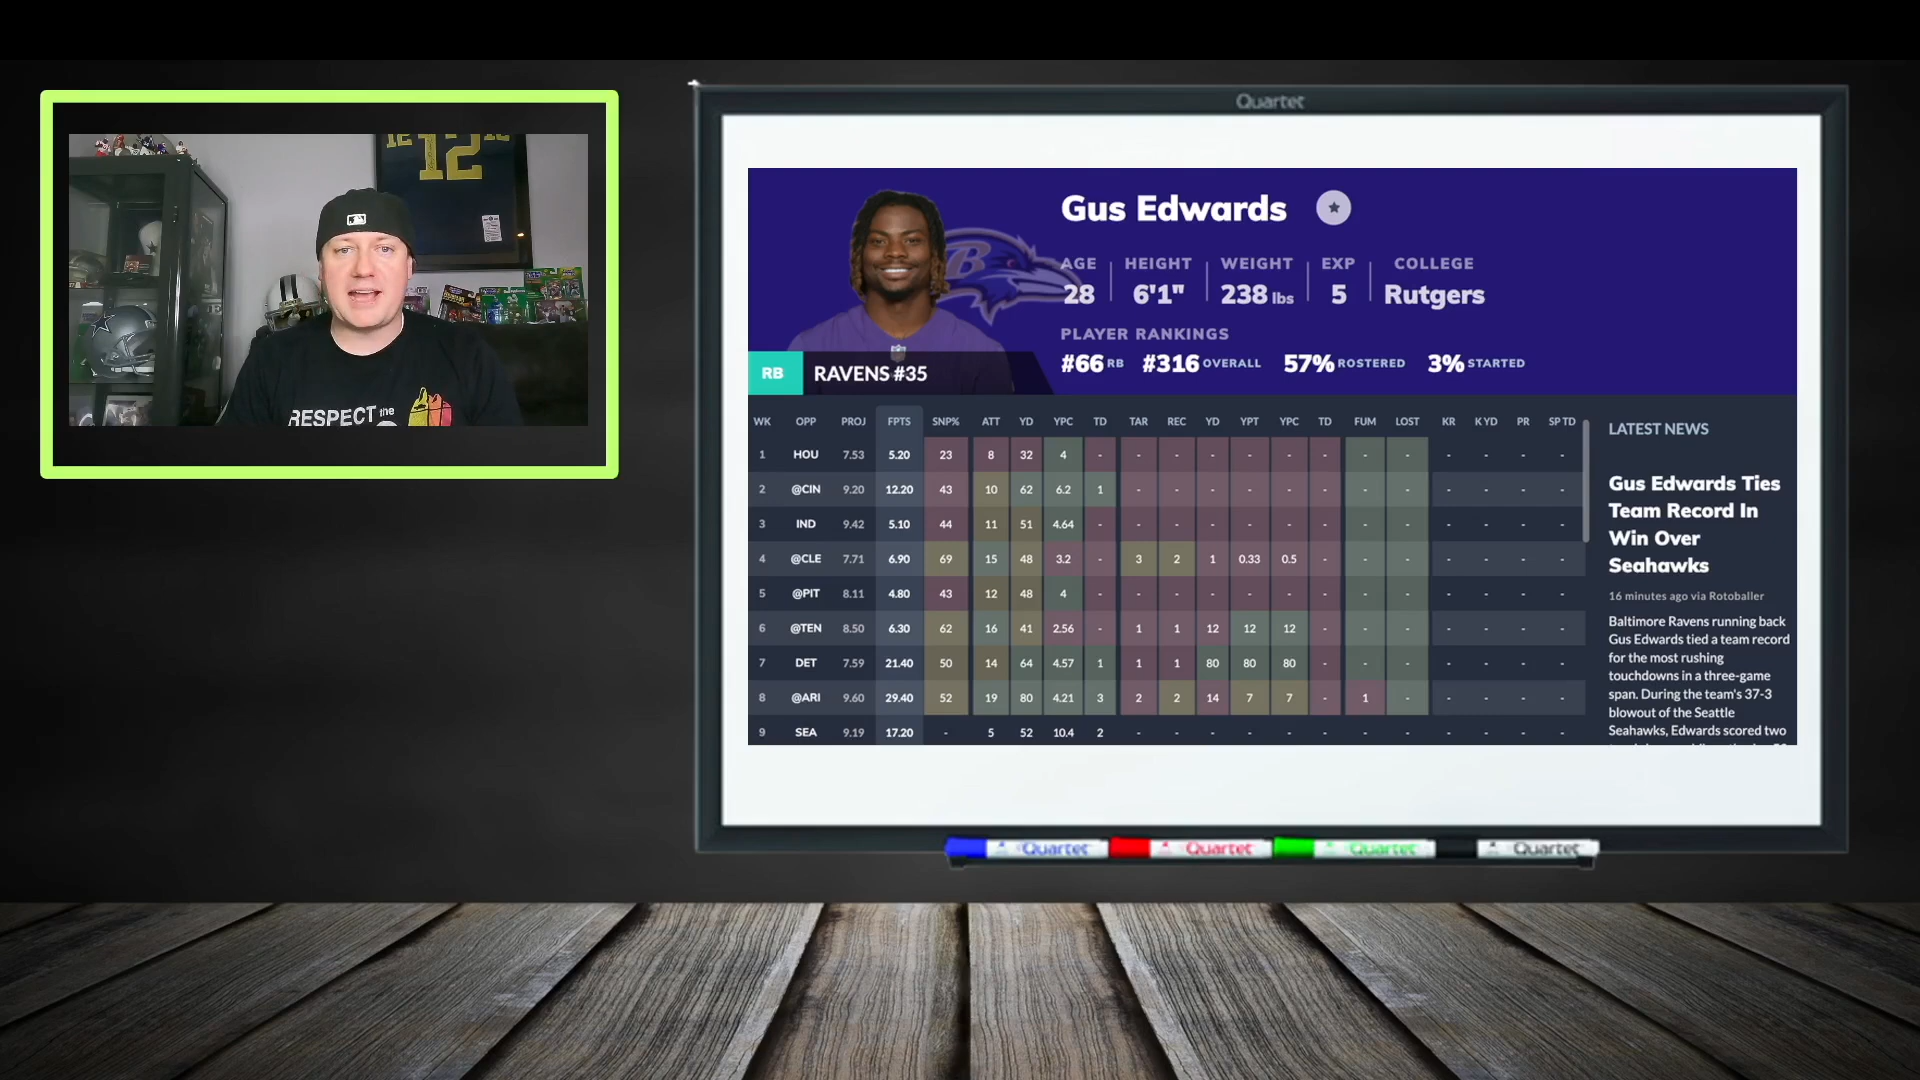 12 12 12
RESPECT the
Quartet
Gus Edwards
AGE HEIGHT WEIGHT EXP COLLEGE
28 6'1" 238 lbs 5 Rutgers
PLAYER RANKINGS
#66 RB #316 OVERALL 57% ROSTERED 3% STARTED
RB RAVENS #35
WK OPP PROJ FPTS SNP% ATT YD YPC TD TAR REC YD YPT YPC TD FUM LOST KR K YD PR SP TD
1 HOU 7.53 5.20 23 8 32 4 - - - - - - - - - - - - -
2 @CIN 9.20 12.20 43 10 62 6.2 1 - - - - - - - - - - - -
3 IND 9.42 5.10 44 11 51 4.64 - - - - - - - - - - - - -
4 @CLE 7.71 6.90 69 15 48 3.2 - 3 2 1 0.33 0.5 - - - - - - -
5 @PIT 8.11 4.80 43 12 48 4 - - - - - - - - - - - - -
6 @TEN 8.50 6.30 62 16 41 2.56 - 1 1 12 12 12 - - - - - - -
7 DET 7.59 21.40 50 14 64 4.57 1 1 1 80 80 80 - - - - - - -
8 @ARI 9.60 29.40 52 19 80 4.21 3 2 2 14 7 7 - 1 - - - - -
9 SEA 9.19 17.20 - 5 52 10.4 2 - - - - - - - - - - - -
LATEST NEWS
Gus Edwards Ties
Team Record In
Win Over
Seahawks
16 minutes ago via Rotoballer
Baltimore Ravens running back
Gus Edwards tied a team record
for the most rushing
touchdowns in a three-game
span. During the team's 37-3
blowout of the Seattle
Seahawks, Edwards scored two
Quartet Quartet Quartet Quartet